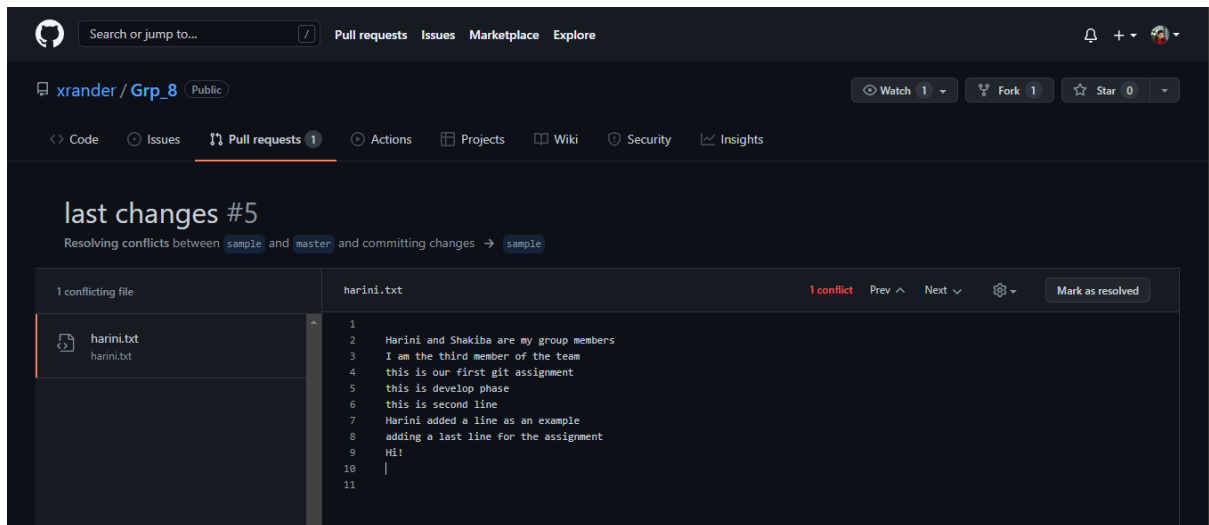 Search or jump to... / Pull requests Issues Marketplace Explore
xrander / Grp_8 Public Watch 1 Fork 1 Star 0
Code Issues Pull requests 1 Actions Projects Wiki Security Insights
last changes #5
Resolving conflicts between sample and master and committing changes → sample
1 conflicting file harini.txt 1 conflict Prev Next Mark as resolved
harini.txt
harini.txt
1
2 Harini and Shakiba are my group members
3 I am the third member of the team
4 this is our first git assignment
5 this is develop phase
6 this is second line
7 Harini added a line as an example
8 adding a last line for the assignment
9 Hi!
10
11